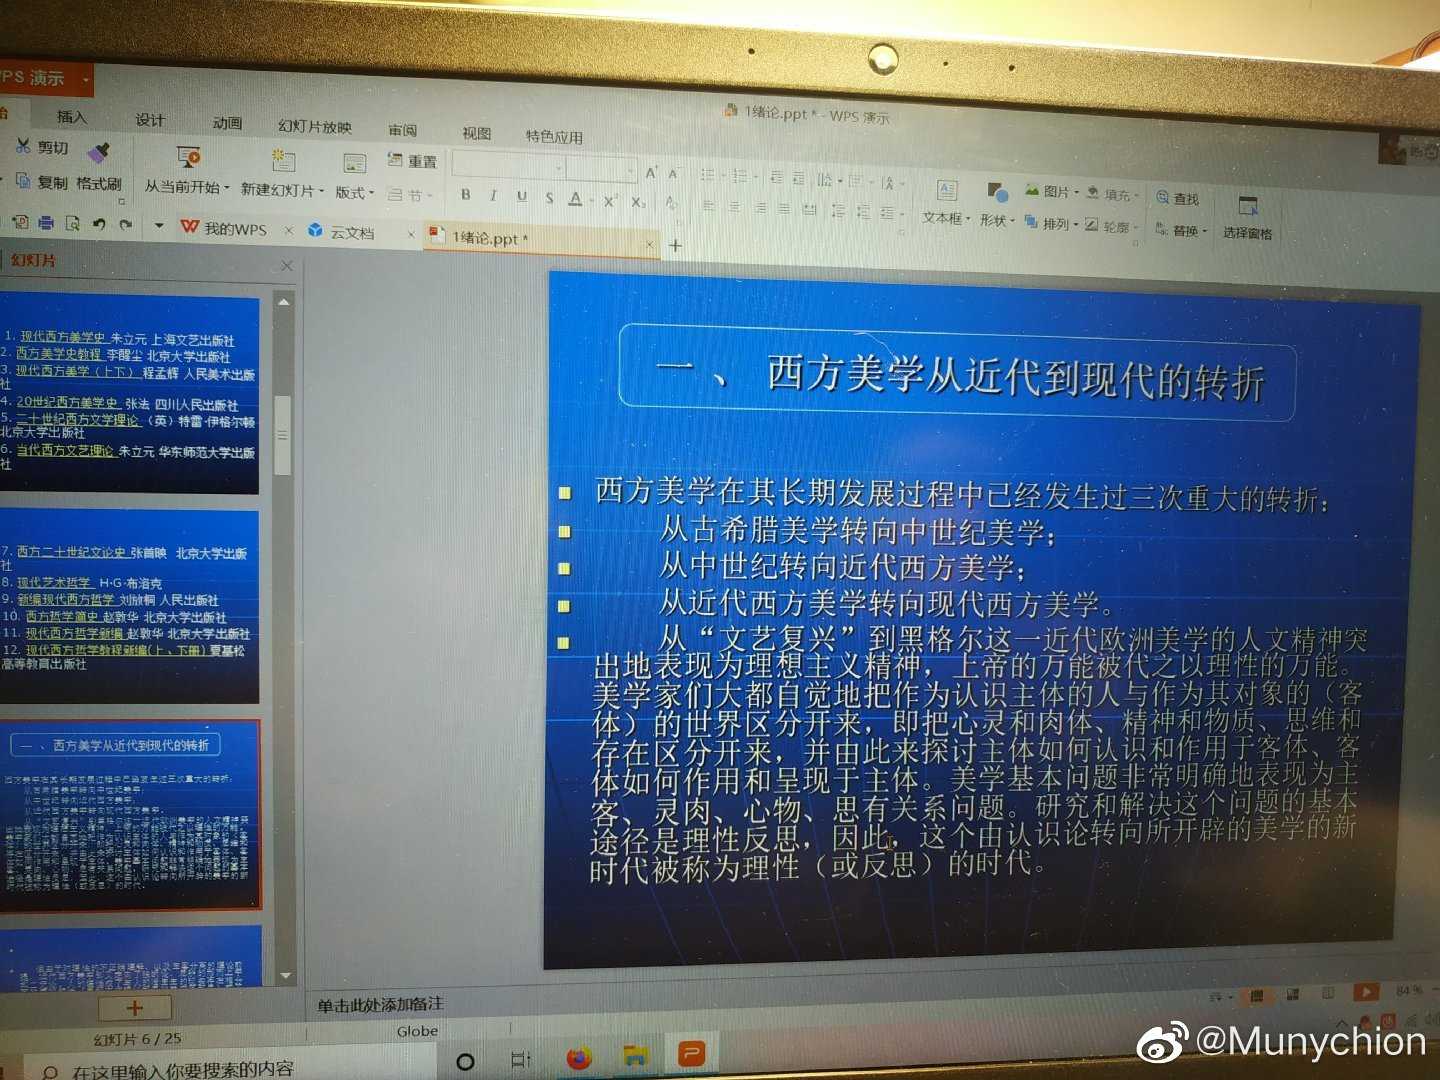 WPS 演示
1绪论.ppt * - WPS 演示
插入 设计 动画 幻灯片放映 审阅 视图 特色应用
剪切
复制 格式刷
从当前开始 新建幻灯片 版式
重置
节
B I U S A X² X₂
文本框 形状 图片 填充 查找
排列 轮廓 替换 选择窗格
我的WPS 云文档 1绪论.ppt *
幻灯片
1. 现代西方美学史 朱立元 上海文艺出版社
2. 西方美学史教程 李醒尘 北京大学出版社
3. 现代西方美学（上下） 程孟辉 人民美术出版
社
4. 20世纪西方美学史 张法 四川人民出版社
5. 二十世纪西方文学理论 （英）特雷·伊格尔顿
北京大学出版社
6. 当代西方文艺理论 朱立元 华东师范大学出版
社
7. 西方二十世纪文论史 张首映 北京大学出版
社
8. 现代艺术哲学 H·G·布洛克
9. 新编现代西方哲学 刘放桐 人民出版社
10. 西方哲学简史 赵敦华 北京大学出版社
11. 现代西方哲学新编 赵敦华 北京大学出版社
12. 现代西方哲学教程新编（上、下册） 夏基松
高等教育出版社
一 、 西方美学从近代到现代的转折
一 、 西方美学从近代到现代的转折
西方美学在其长期发展过程中已经发生过三次重大的转折：
从古希腊美学转向中世纪美学；
从中世纪转向近代西方美学；
从近代西方美学转向现代西方美学。
从“文艺复兴”到黑格尔这一近代欧洲美学的人文精神突
出地表现为理想主义精神，上帝的万能被代之以理性的万能。
美学家们大都自觉地把作为认识主体的人与作为其对象的（客
体）的世界区分开来，即把心灵和肉体、精神和物质、思维和
存在区分开来，并由此来探讨主体如何认识和作用于客体、客
体如何作用和呈现于主体。美学基本问题非常明确地表现为主
客、灵肉、心物、思有关系问题。研究和解决这个问题的基本
途径是理性反思，因此，这个由认识论转向所开辟的美学的新
时代被称为理性（或反思）的时代。
单击此处添加备注
幻灯片 6 / 25
Globe
84 %
在这里输入你要搜索的内容
@Munychion